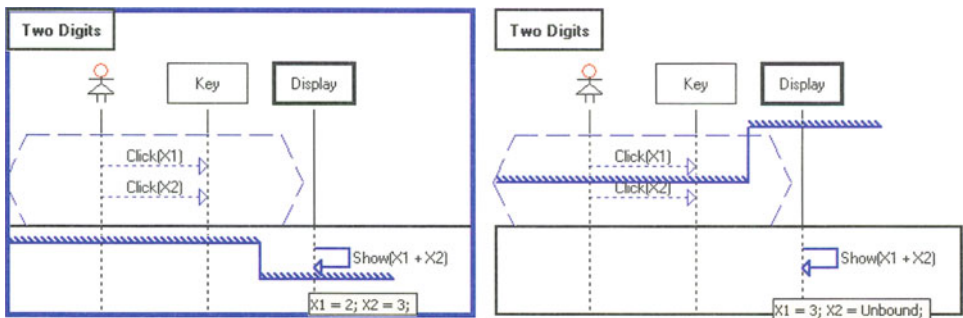 Two Digits
Key
Display
Click(X1)
Click(X2)
Show(X1 + X2)
X1 = 2; X2 = 3;
Two Digits
Key
Display
Click(X1)
Click(X2)
Show(X1 + X2)
X1 = 3; X2 = Unbound;